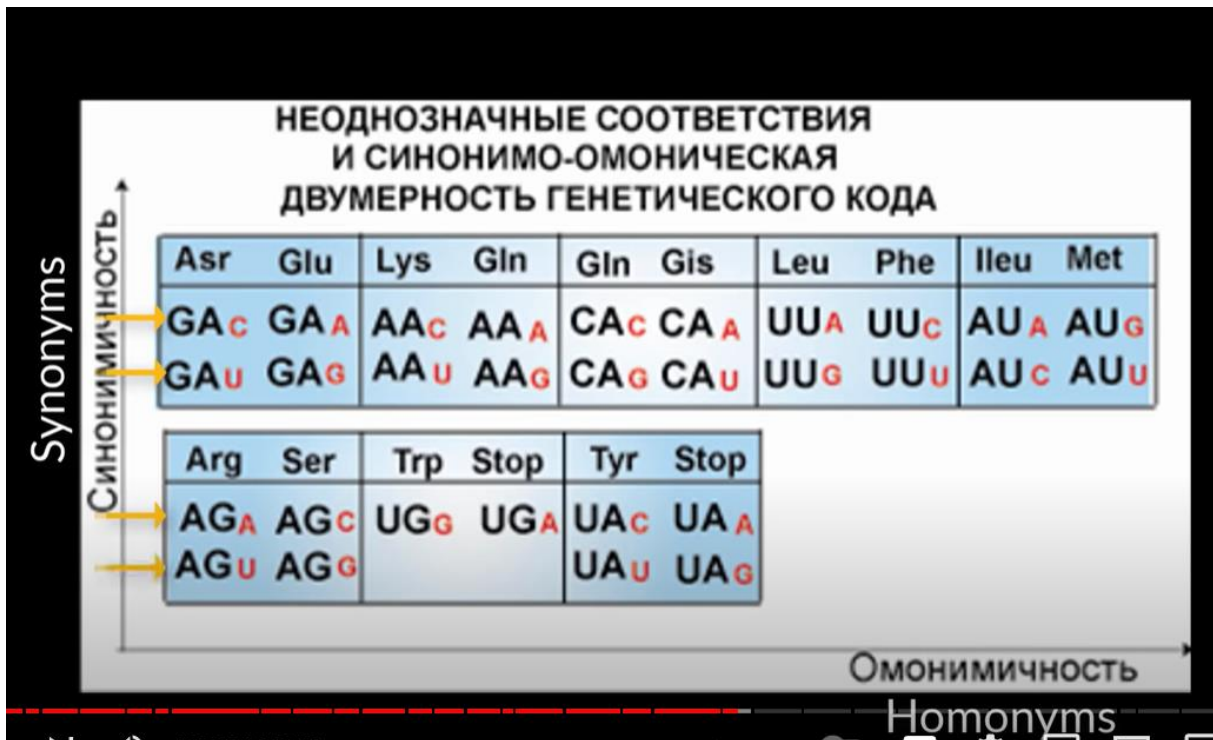 НЕОДНОЗНАЧНЫЕ СООТВЕТСТВИЯ
И СИНОНИМО-ОМОНИЧЕСКАЯ
ДВУМЕРНОСТЬ ГЕНЕТИЧЕСКОГО КОДА
Synonyms
Синонимичность
Asr Glu Lys Gln Gln Gis Leu Phe Ileu Met
GAC GAA AAC AAA CAC CAA UUA UUC AUA AUG
GAU GAG AAU AAG CAG CAU UUG UUU AUC AUU
Arg Ser Trp Stop Tyr Stop
AGA AGC UGG UGA UAC UAA
AGU AGG UAU UAG
Омонимичность
Homonyms